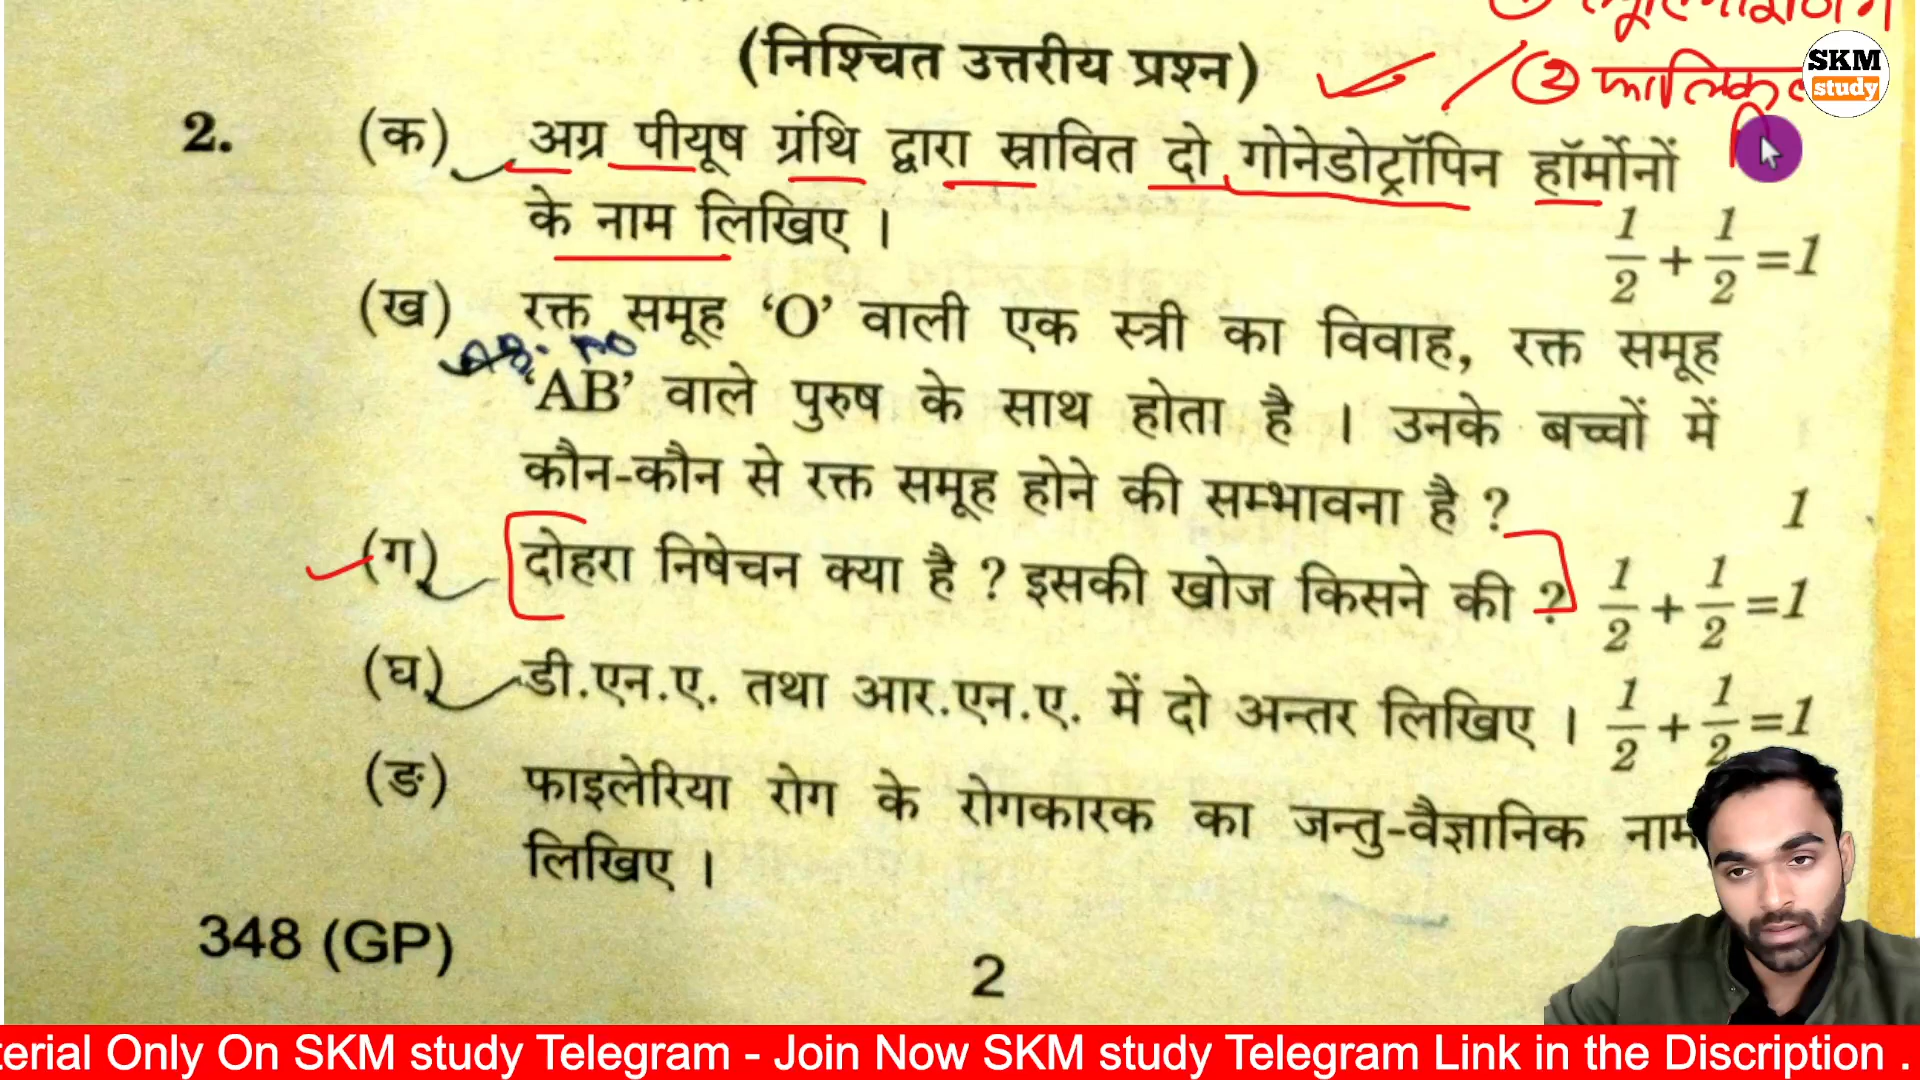 SKM
study
(निश्चित उत्तरीय प्रश्न)
2. (क) अग्र पीयूष ग्रंथि द्वारा स्रावित दो गोनेडोट्रॉपिन हॉर्मोनों
के नाम लिखिए ।
1/2 + 1/2 =1
(ख) रक्त समूह ‘O’ वाली एक स्त्री का विवाह, रक्त समूह
‘AB’ वाले पुरुष के साथ होता है । उनके बच्चों में
कौन-कौन से रक्त समूह होने की सम्भावना है ? 1
(ग) दोहरा निषेचन क्या है ? इसकी खोज किसने की ? 1/2 + 1/2 =1
(घ) डी.एन.ए. तथा आर.एन.ए. में दो अन्तर लिखिए । 1/2 + 1/2 =1
(ङ) फाइलेरिया रोग के रोगकारक का जन्तु-वैज्ञानिक नाम
लिखिए ।
348 (GP)
2
terial Only On SKM study Telegram - Join Now SKM study Telegram Link in the Discription .